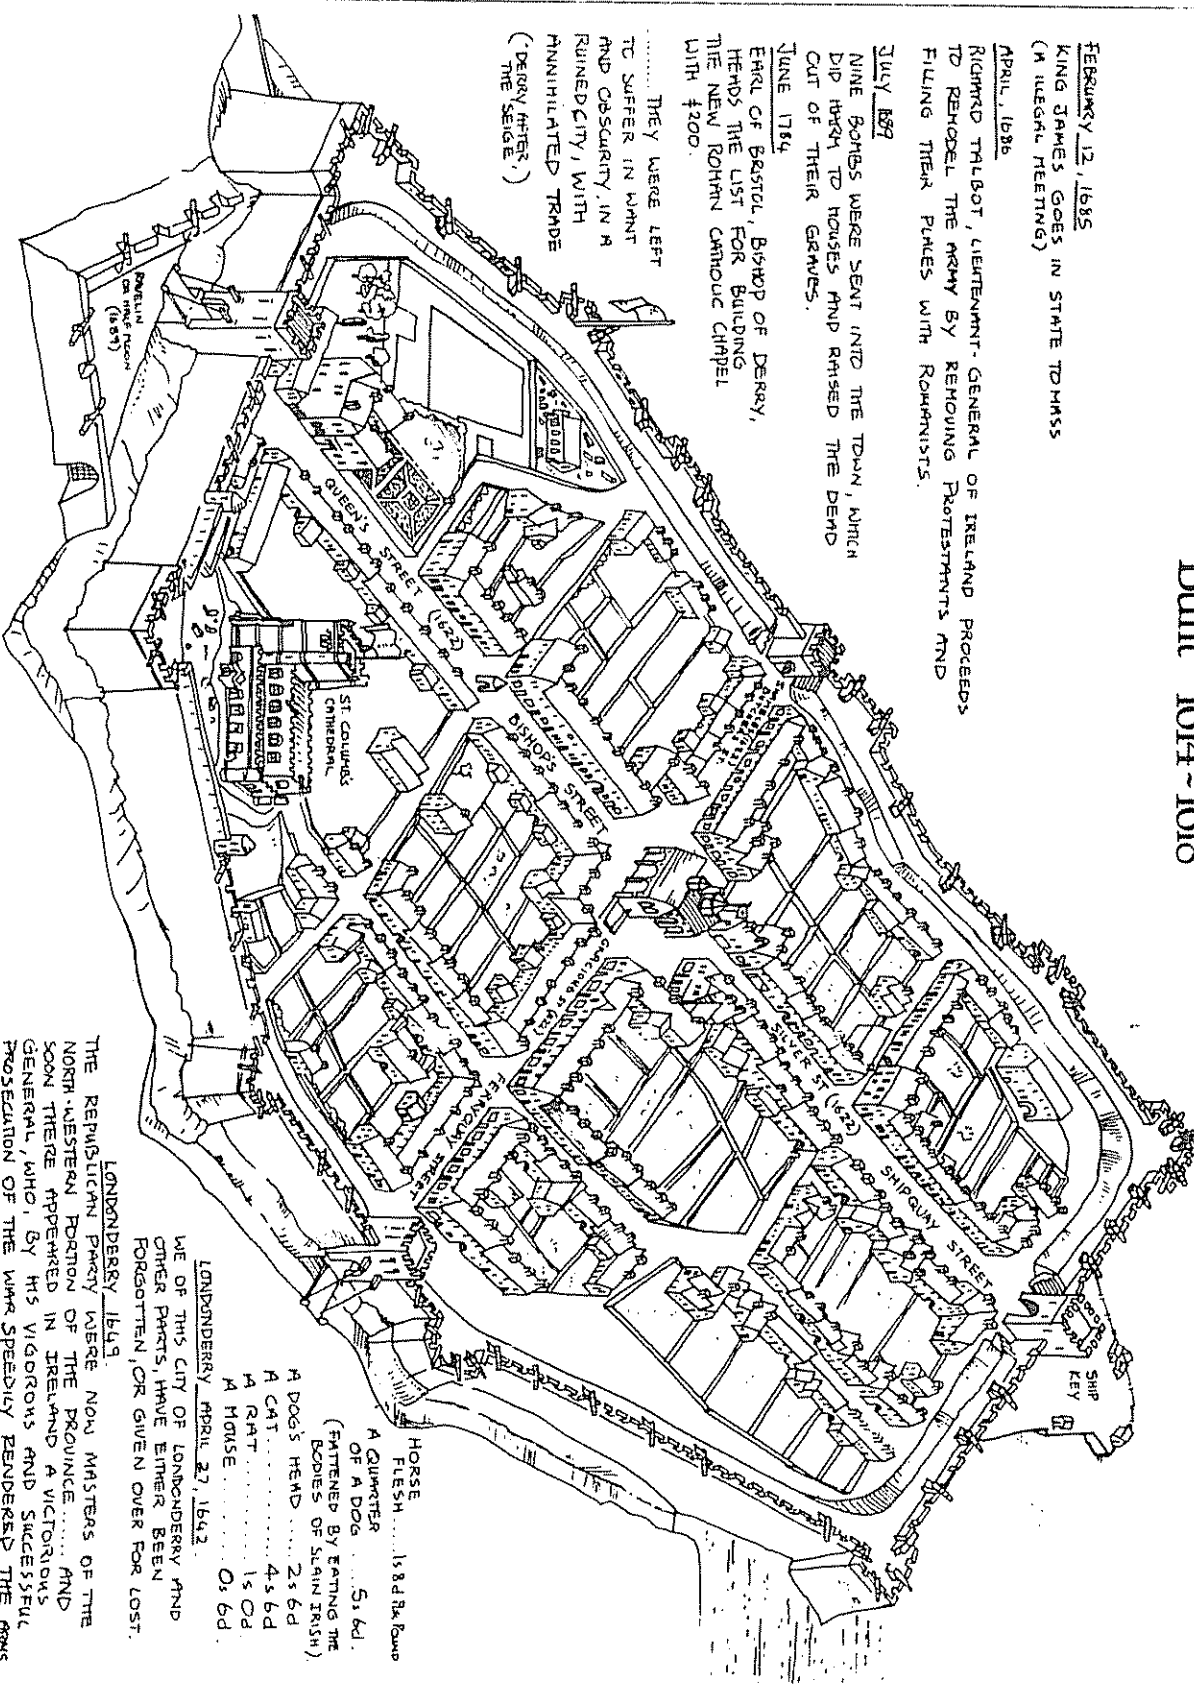 Built 1614~1618
FEBRUARY 12, 1685
KING JAMES GOES IN STATE TO MASS
(A ILLEGAL MEETING)
APRIL, 1686
RICHARD TALBOT, LIEUTENANT-GENERAL OF IRELAND PROCEEDS
TO REMODEL THE ARMY BY REMOVING PROTESTANTS AND
FILLING THEIR PLACES WITH ROMANISTS.
JULY 1689
NINE BOMBS WERE SENT INTO THE TOWN, WHICH
DID HARM TO HOUSES AND RAISED THE DEAD
OUT OF THEIR GRAVES.
JUNE 1784
EARL OF BRISTOL, BISHOP OF DERRY,
HEADS THE LIST FOR BUILDING
THE NEW ROMAN CATHOLIC CHAPEL
WITH £200.
........ THEY WERE LEFT
TO SUFFER IN WANT
AND OBSCURITY, IN A
RUINED CITY, WITH
ANNIHILATED TRADE
('DERRY AFTER,
THE SEIGE')
RAVELIN
OR HALF MOON
(1689)
QUEEN'S STREET (1622)
ST. COLUMB'S
CATHEDRAL
BISHOP'S STREET
GRACIOUS ST. (1622)
SILVER ST (1622)
FERRYQUAY STREET
SHIPQUAY STREET
SHIP
KEY
HORSE
FLESH .... 1s 8d Per Pound
A QUARTER
OF A DOG ... 5s 6d.
(FATTENED BY EATING THE
BODIES OF SLAIN IRISH)
A DOG'S HEAD .... 2s 6d
A CAT .......... 4s 6d
A RAT ....... 1s 0d.
A MOUSE ...... 0s 6d.
LONDONDERRY APRIL 27, 1642.
WE OF THIS CITY OF LONDONDERRY AND
OTHER PARTS, HAVE EITHER BEEN
FORGOTTEN, OR GIVEN OVER FOR LOST.
LONDONDERRY 1649.
THE REPUBLICAN PARTY WERE NOW MASTERS OF THE
NORTH-WESTERN PORTION OF THE PROVINCE ..... AND
SOON THERE APPEARED IN IRELAND A VICTORIOUS
GENERAL, WHO, BY HIS VIGOROUS AND SUCCESSFUL
PROSECUTION OF THE WAR SPEEDILY RENDERED THE ARMS